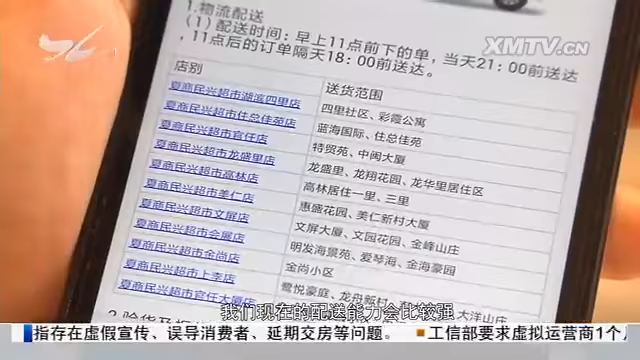 1.物流配送
(1)配送时间：早上11点前下的单，当天21：00前送达
，11点后的订单隔天18：00前送达。
XMTV.CN
店别 送货范围
夏商民兴超市湖滨四里店 四里社区、彩霞公寓
夏商民兴超市住总佳苑店 蓝海国际、住总佳苑
夏商民兴超市官任店 特贸苑、中闽大厦
夏商民兴超市龙盛里店 龙盛里、龙翔花园、龙华里居住区
夏商民兴超市高林店 高林居住一里、三里
夏商民兴超市美仁店 惠盛花园、美仁新村大厦
夏商民兴超市文屏店 文屏大厦、文园花园、金峰山庄
夏商民兴超市会展店 明发海景苑、爱琴海、金海豪园
夏商民兴超市金尚店 金尚小区
夏商民兴超市上李店 鹭悦豪庭、龙舟新村
夏商民兴超市官任大厦店 大洋山庄
我们现在的配送能力会比较强
指存在虚假宣传、误导消费者、延期交房等问题。 ■工信部要求虚拟运营商1个